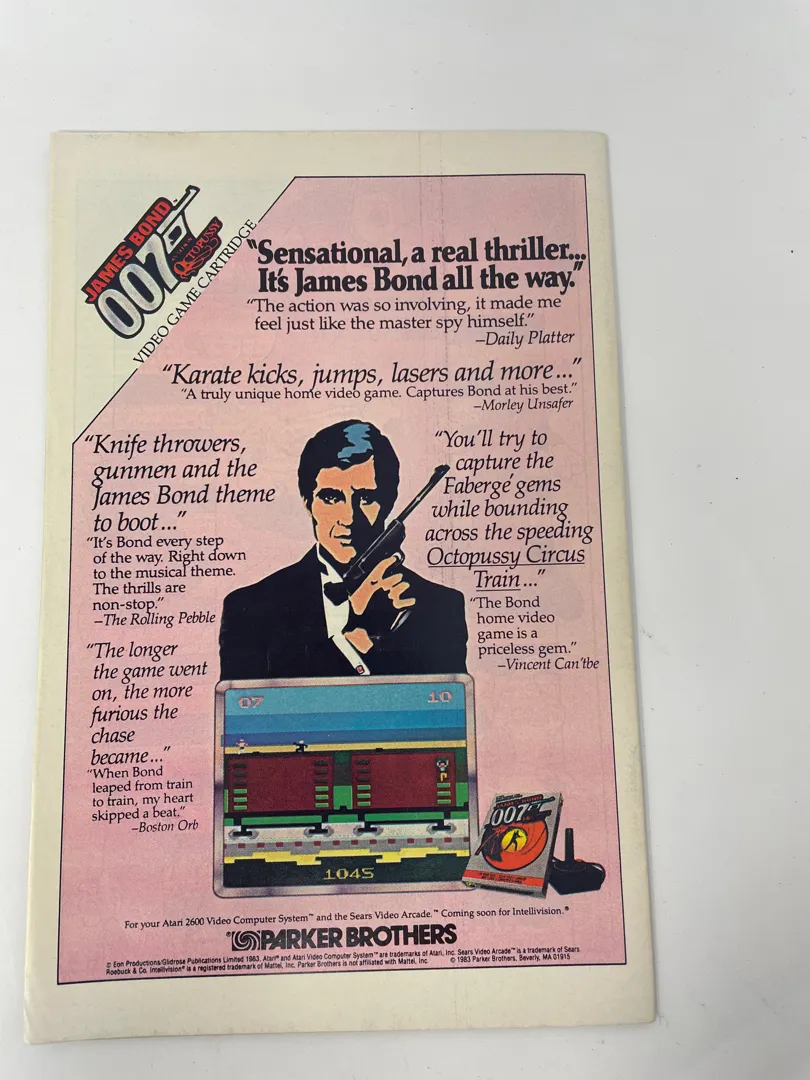 JAMES BOND
007
AS SEEN IN
OCTOPUSSY
VIDEO GAME CARTRIDGE
“Sensational, a real thriller...
It's James Bond all the way.”
“The action was so involving, it made me
feel just like the master spy himself.”
–Daily Platter
“Karate kicks, jumps, lasers and more...”
“A truly unique home video game. Captures Bond at his best.”
–Morley Unsafer
“Knife throwers,
gunmen and the
James Bond theme
to boot...”
“It's Bond every step
of the way. Right down
to the musical theme.
The thrills are
non-stop.”
–The Rolling Pebble
“The longer
the game went
on, the more
furious the
chase
became...”
“When Bond
leaped from train
to train, my heart
skipped a beat.”
–Boston Orb
“You'll try to
capture the
Fabergé gems
while bounding
across the speeding
Octopussy Circus
Train...”
“The Bond
home video
game is a
priceless gem.”
–Vincent Can'tbe
07 10
1045
007
For your Atari 2600 Video Computer System™ and the Sears Video Arcade.™ Coming soon for Intellivision.®
PARKER BROTHERS
© Eon Productions/Glidrose Publications Limited 1983. Atari® and Atari Video Computer System™ are trademarks of Atari, Inc. Sears Video Arcade™ is a trademark of Sears
Roebuck & Co. Intellivision® is a registered trademark of Mattel, Inc. Parker Brothers is not affiliated with Mattel, Inc. © 1983 Parker Brothers, Beverly, MA 01915